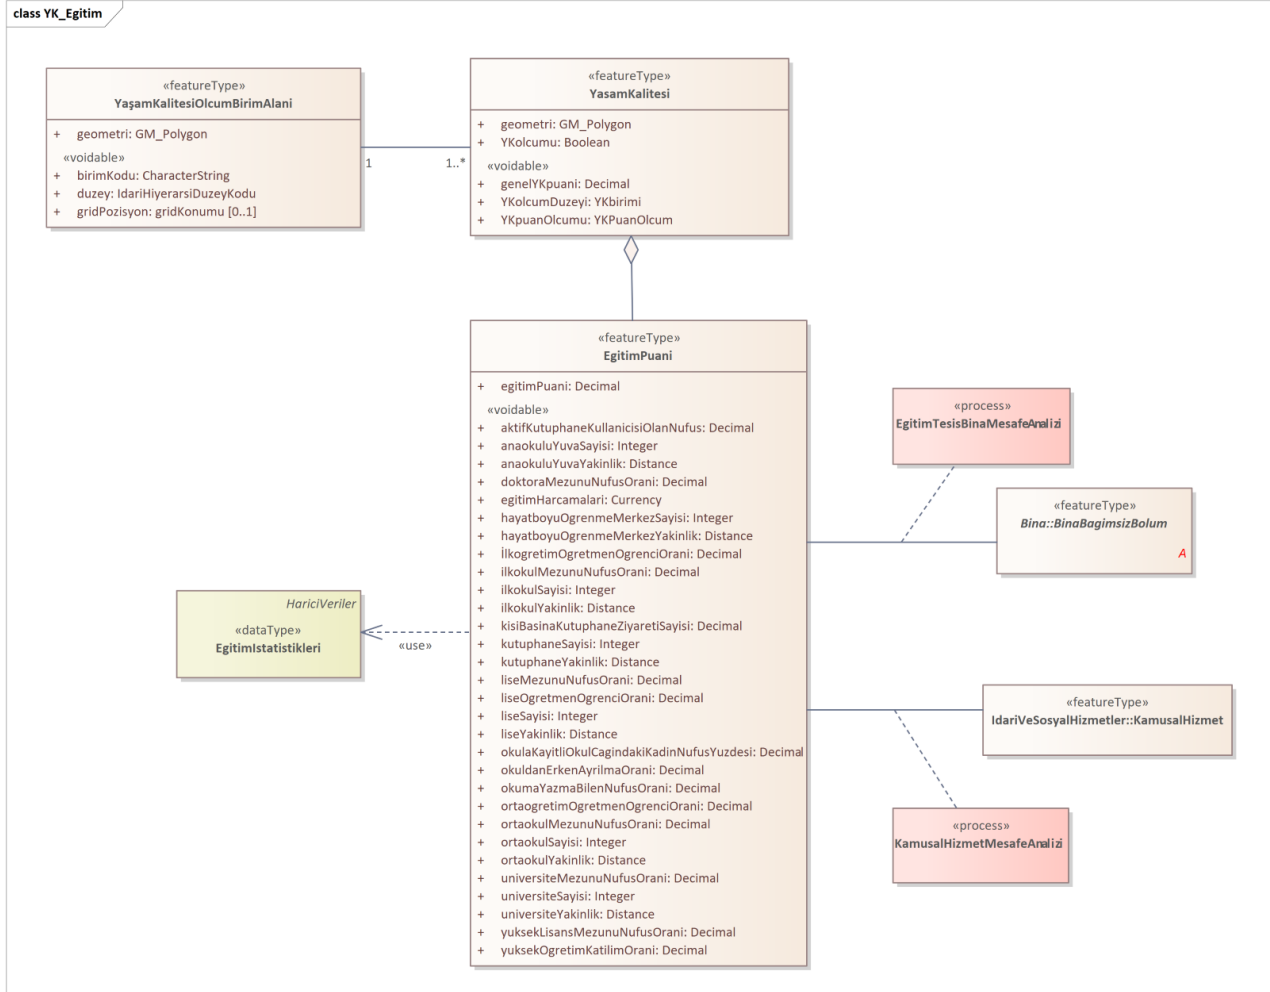 class YK_Egitim
«featureType»
YaşamKalitesiOlcumBirimAlani
+ geometri: GM_Polygon
«voidable»
+ birimKodu: CharacterString
+ duzey: IdariHiyerarsiDuzeyKodu
+ gridPozisyon: gridKonumu [0..1]
1
1..*
«featureType»
YasamKalitesi
+ geometri: GM_Polygon
+ YKolcumu: Boolean
«voidable»
+ genelYKpuani: Decimal
+ YKolcumDuzeyi: YKbirimi
+ YKpuanOlcumu: YKPuanOlcum
«featureType»
EgitimPuani
+ egitimPuani: Decimal
«voidable»
+ aktifKutuphaneKullanicisiOlanNufus: Decimal
+ anaokuluYuvaSayisi: Integer
+ anaokuluYuvaYakinlik: Distance
+ doktoraMezunuNufusOrani: Decimal
+ egitimHarcamalari: Currency
+ hayatboyuOgrenmeMerkezSayisi: Integer
+ hayatboyuOgrenmeMerkezYakinlik: Distance
+ İlkogretimOgretmenOgrenciOrani: Decimal
+ ilkokulMezunuNufusOrani: Decimal
+ ilkokulSayisi: Integer
+ ilkokulYakinlik: Distance
+ kisiBasinaKutuphaneZiyaretiSayisi: Decimal
+ kutuphaneSayisi: Integer
+ kutuphaneYakinlik: Distance
+ liseMezunuNufusOrani: Decimal
+ liseOgretmenOgrenciOrani: Decimal
+ liseSayisi: Integer
+ liseYakinlik: Distance
+ okulaKayitliOkulCagindakiKadinNufusYuzdesi: Decimal
+ okuldanErkenAyrilmaOrani: Decimal
+ okumaYazmaBilenNufusOrani: Decimal
+ ortaogretimOgretmenOgrenciOrani: Decimal
+ ortaokulMezunuNufusOrani: Decimal
+ ortaokulSayisi: Integer
+ ortaokulYakinlik: Distance
+ universiteMezunuNufusOrani: Decimal
+ universiteSayisi: Integer
+ universiteYakinlik: Distance
+ yuksekLisansMezunuNufusOrani: Decimal
+ yuksekOgretimKatilimOrani: Decimal
HariciVeriler
«dataType»
EgitimIstatistikleri
«use»
«process»
EgitimTesisBinaMesafeAnalizi
«featureType»
Bina::BinaBagimsizBolum
A
«featureType»
IdariVeSosyalHizmetler::KamusalHizmet
«process»
KamusalHizmetMesafeAnalizi